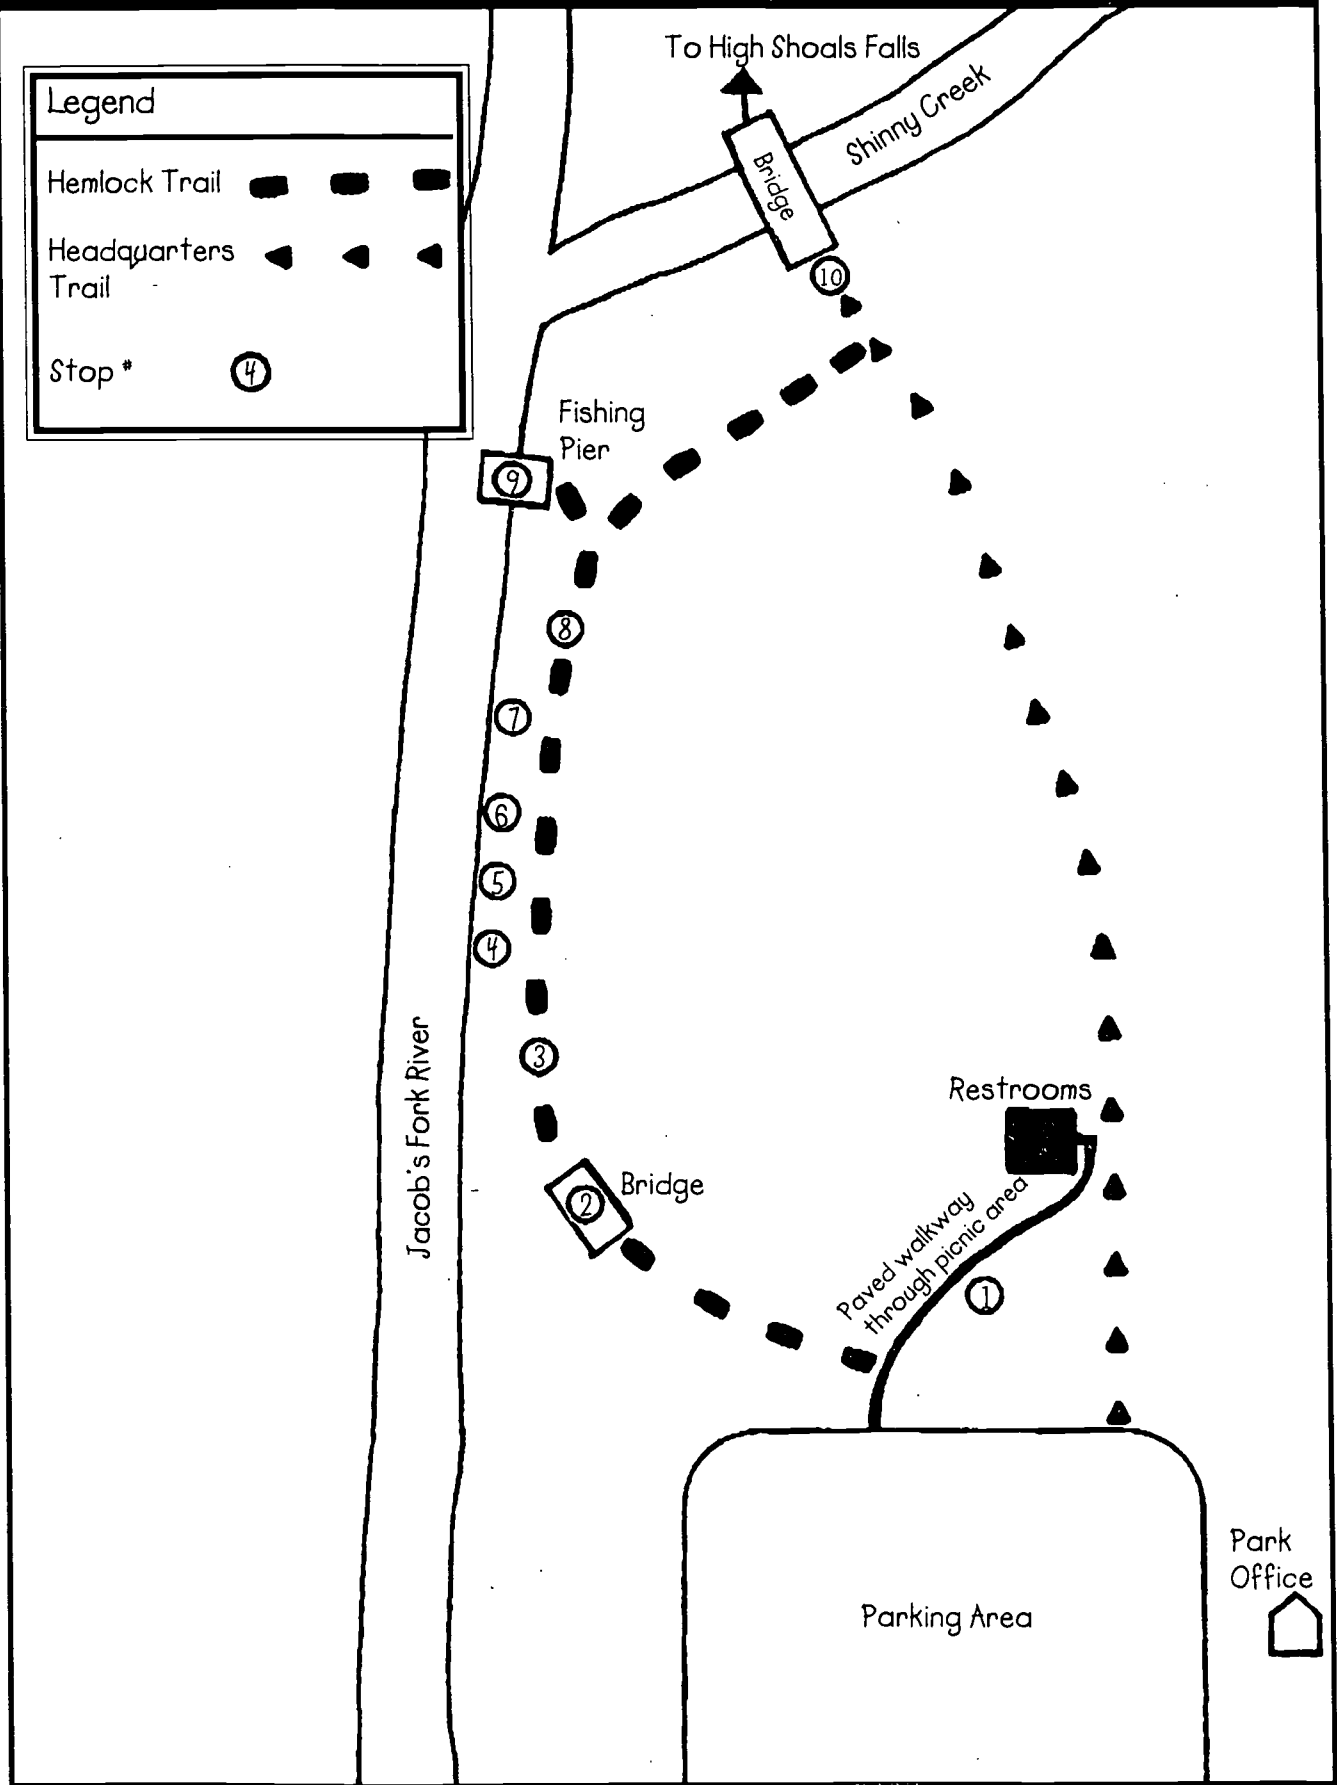 To High Shoals Falls
Shinny Creek
Bridge
Legend
Hemlock Trail
Headquarters
Trail
Stop #
4
10
Fishing
Pier
9
8
7
6
5
4
3
2
Bridge
Jacob's Fork River
Restrooms
Paved walkway
through picnic area
1
Parking Area
Park
Office